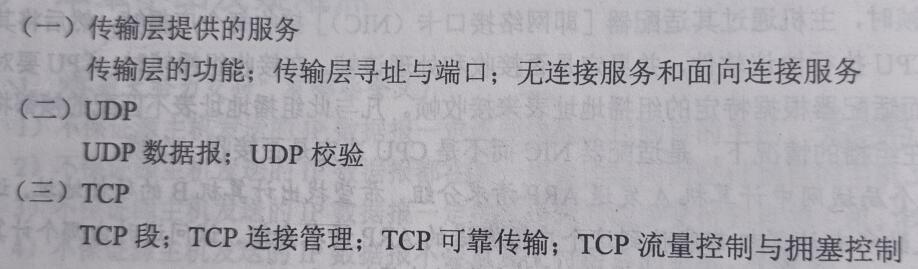 （一）传输层提供的服务
传输层的功能；传输层寻址与端口；无连接服务和面向连接服务
（二）UDP
UDP 数据报；UDP 校验
（三）TCP
TCP 段；TCP 连接管理；TCP 可靠传输；TCP 流量控制与拥塞控制